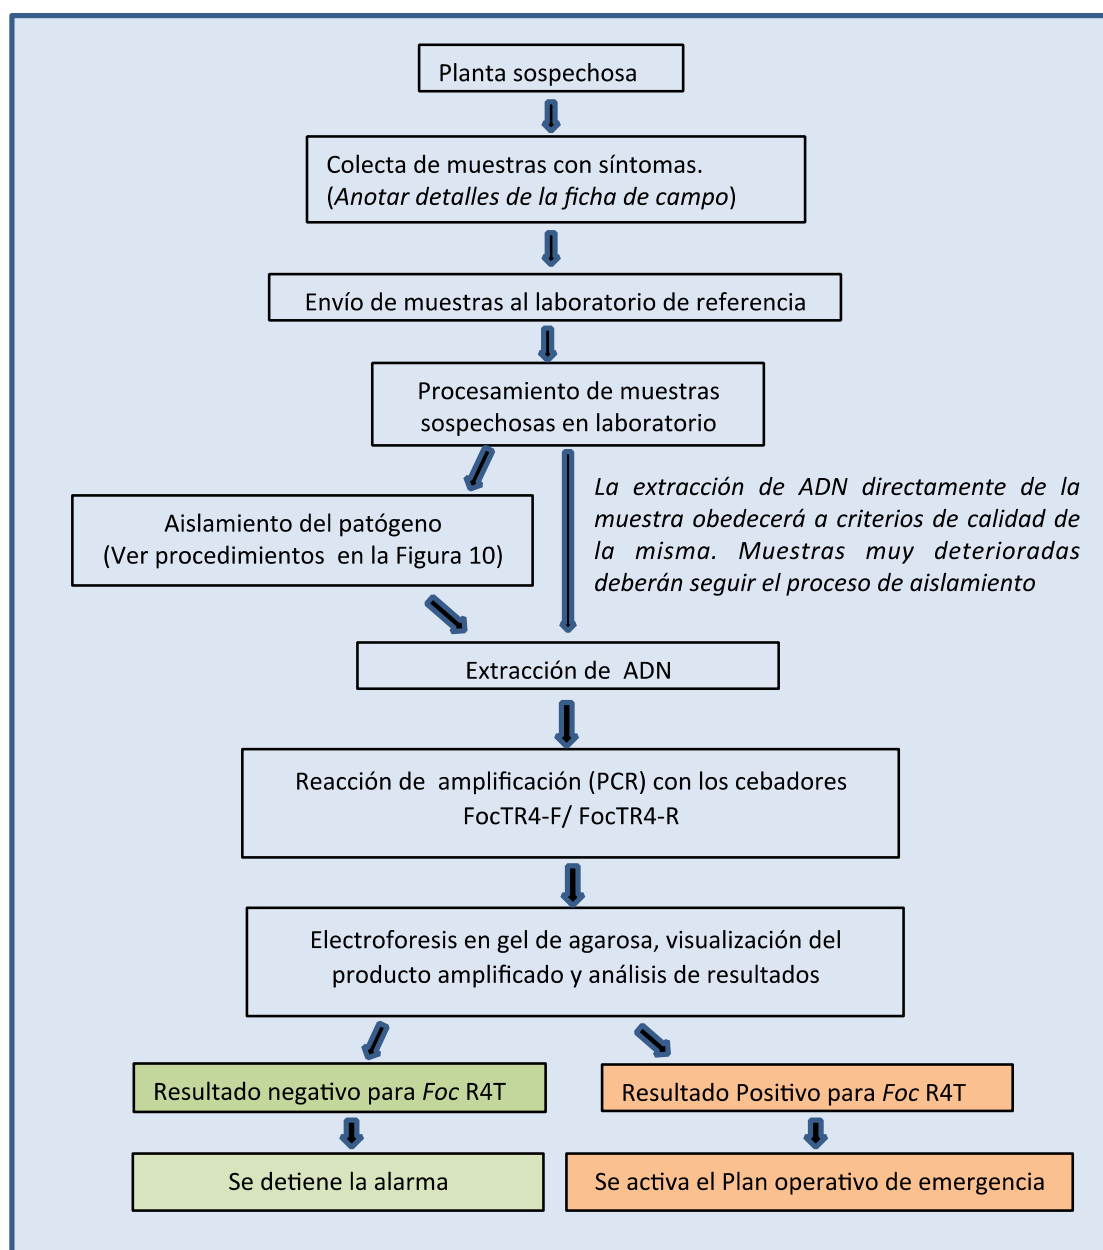 Planta sospechosa
Colecta de muestras con síntomas.
(Anotar detalles de la ficha de campo)
Envío de muestras al laboratorio de referencia
Procesamiento de muestras
sospechosas en laboratorio
Aislamiento del patógeno
(Ver procedimientos en la Figura 10)
La extracción de ADN directamente de la
muestra obedecerá a criterios de calidad de
la misma. Muestras muy deterioradas
deberán seguir el proceso de aislamiento
Extracción de ADN
Reacción de amplificación (PCR) con los cebadores
FocTR4-F/ FocTR4-R
Electroforesis en gel de agarosa, visualización del
producto amplificado y análisis de resultados
Resultado negativo para Foc R4T
Resultado Positivo para Foc R4T
Se detiene la alarma
Se activa el Plan operativo de emergencia